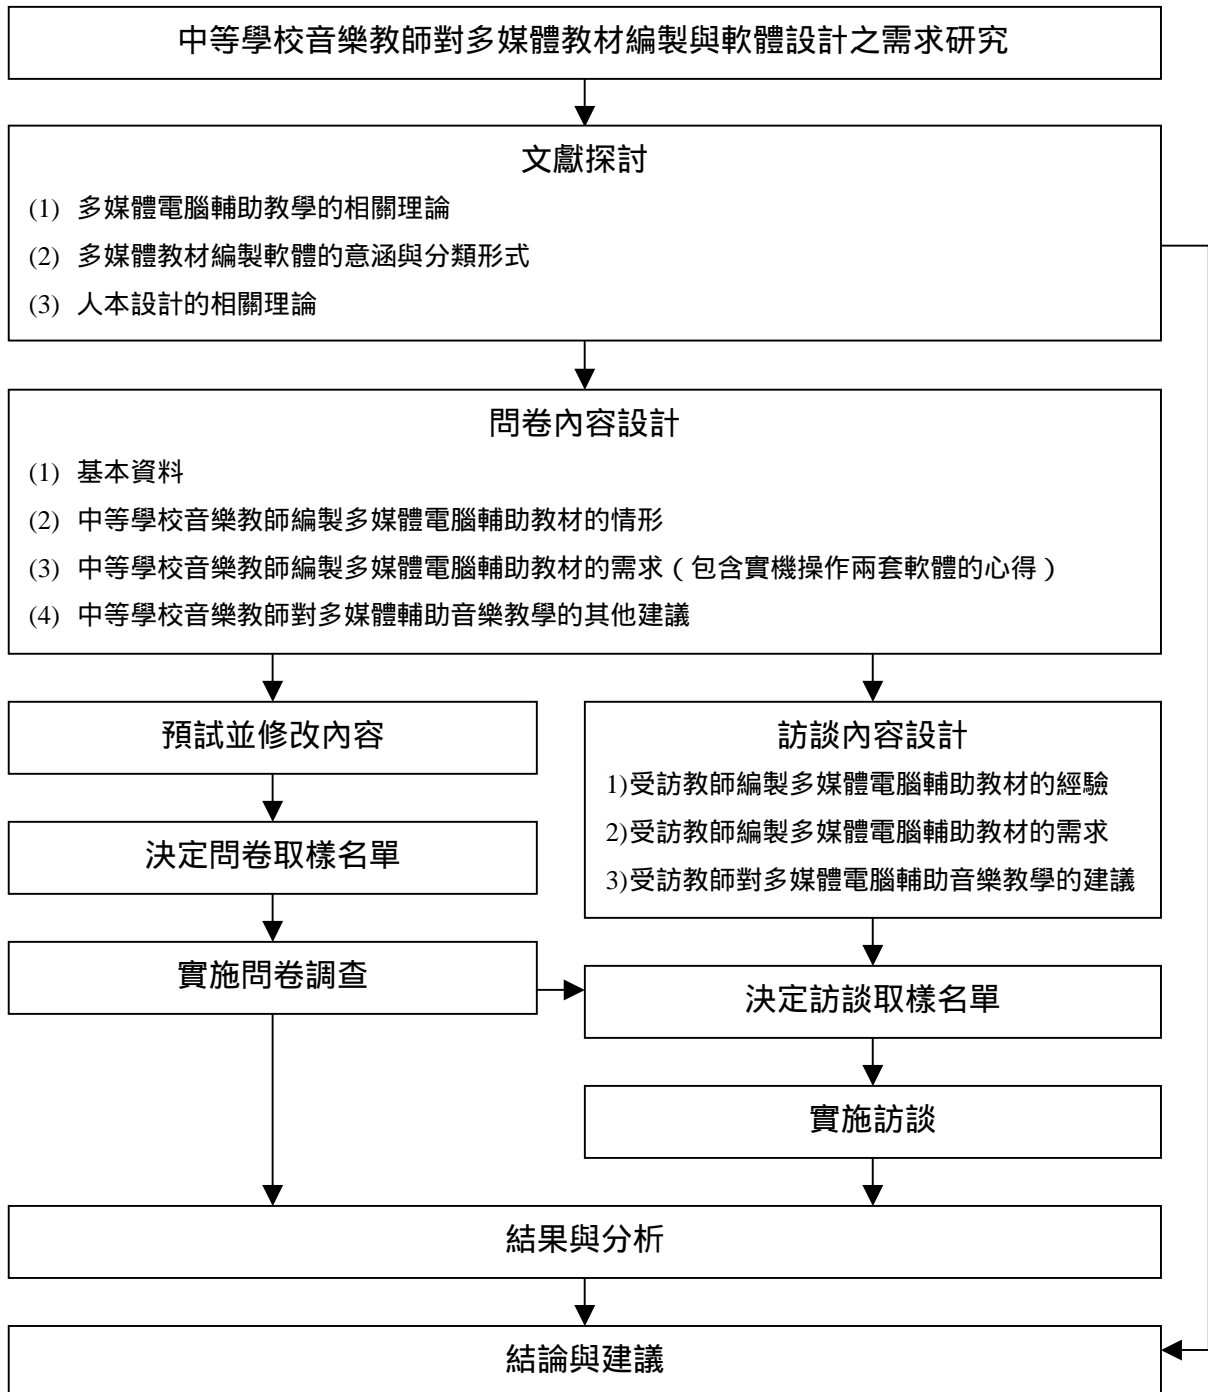 中等學校音樂教師對多媒體教材編製與軟體設計之需求研究
文獻探討
(1) 多媒體電腦輔助教學的相關理論
(2) 多媒體教材編製軟體的意涵與分類形式
(3) 人本設計的相關理論
問卷內容設計
(1) 基本資料
(2) 中等學校音樂教師編製多媒體電腦輔助教材的情形
(3) 中等學校音樂教師編製多媒體電腦輔助教材的需求（包含實機操作兩套軟體的心得）
(4) 中等學校音樂教師對多媒體輔助音樂教學的其他建議
預試並修改內容
決定問卷取樣名單
實施問卷調查
訪談內容設計
1)受訪教師編製多媒體電腦輔助教材的經驗
2)受訪教師編製多媒體電腦輔助教材的需求
3)受訪教師對多媒體電腦輔助音樂教學的建議
決定訪談取樣名單
實施訪談
結果與分析
結論與建議